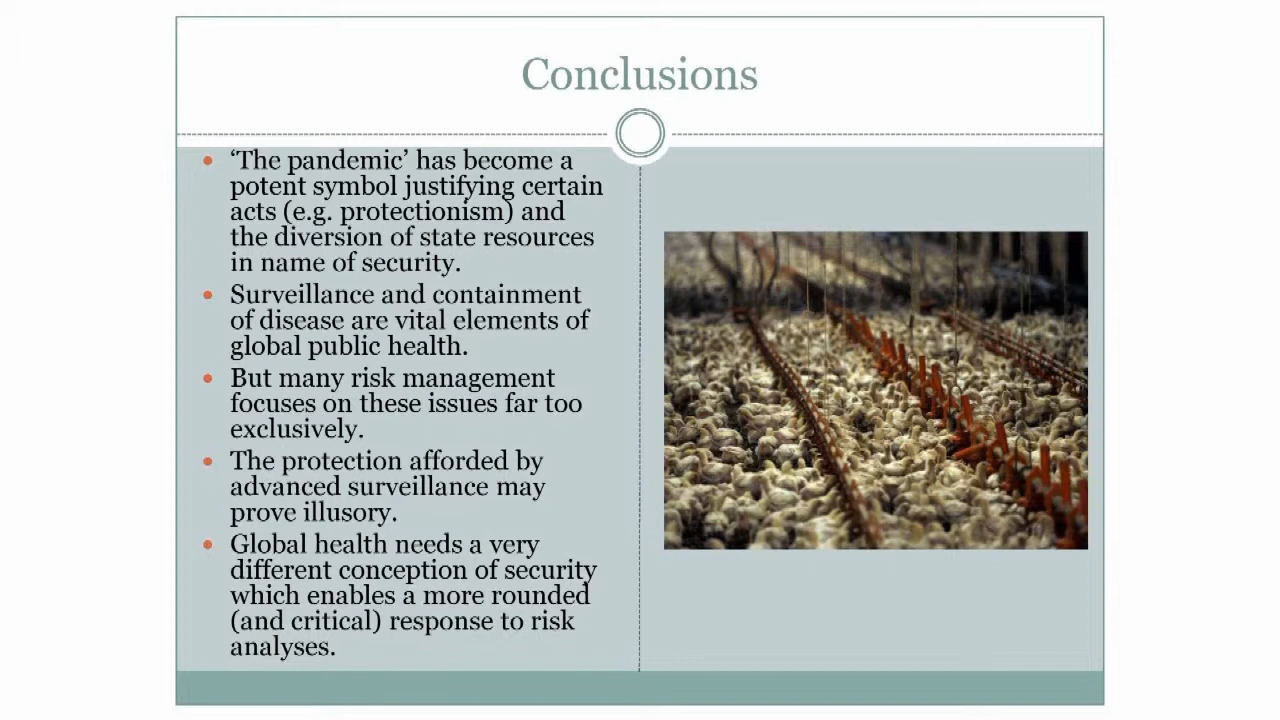 Conclusions
‘The pandemic’ has become a
potent symbol justifying certain
acts (e.g. protectionism) and
the diversion of state resources
in name of security.
Surveillance and containment
of disease are vital elements of
global public health.
But many risk management
focuses on these issues far too
exclusively.
The protection afforded by
advanced surveillance may
prove illusory.
Global health needs a very
different conception of security
which enables a more rounded
(and critical) response to risk
analyses.